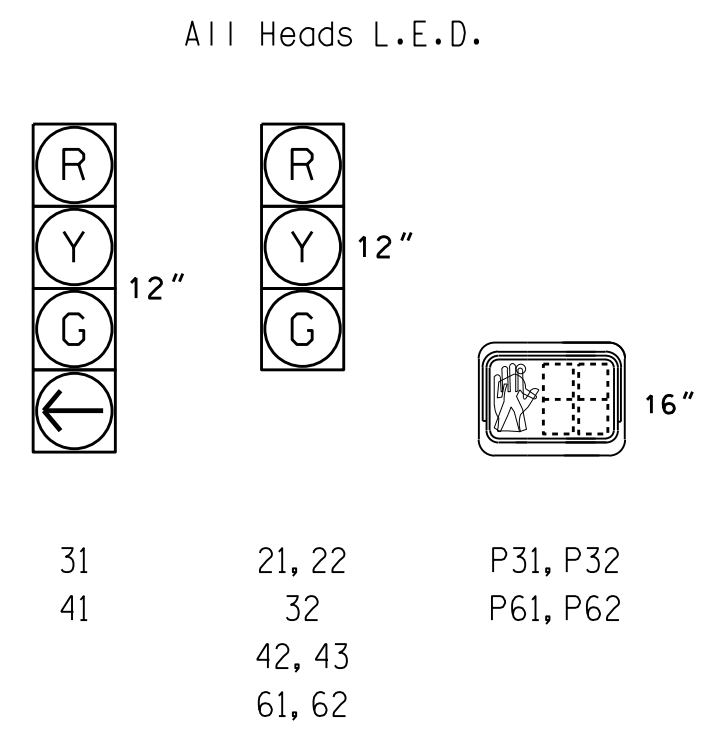 All Heads L.E.D.
R
Y
G
12"
R
Y
G
12"
16"
31
41
21, 22
32
42, 43
61, 62
P31, P32
P61, P62